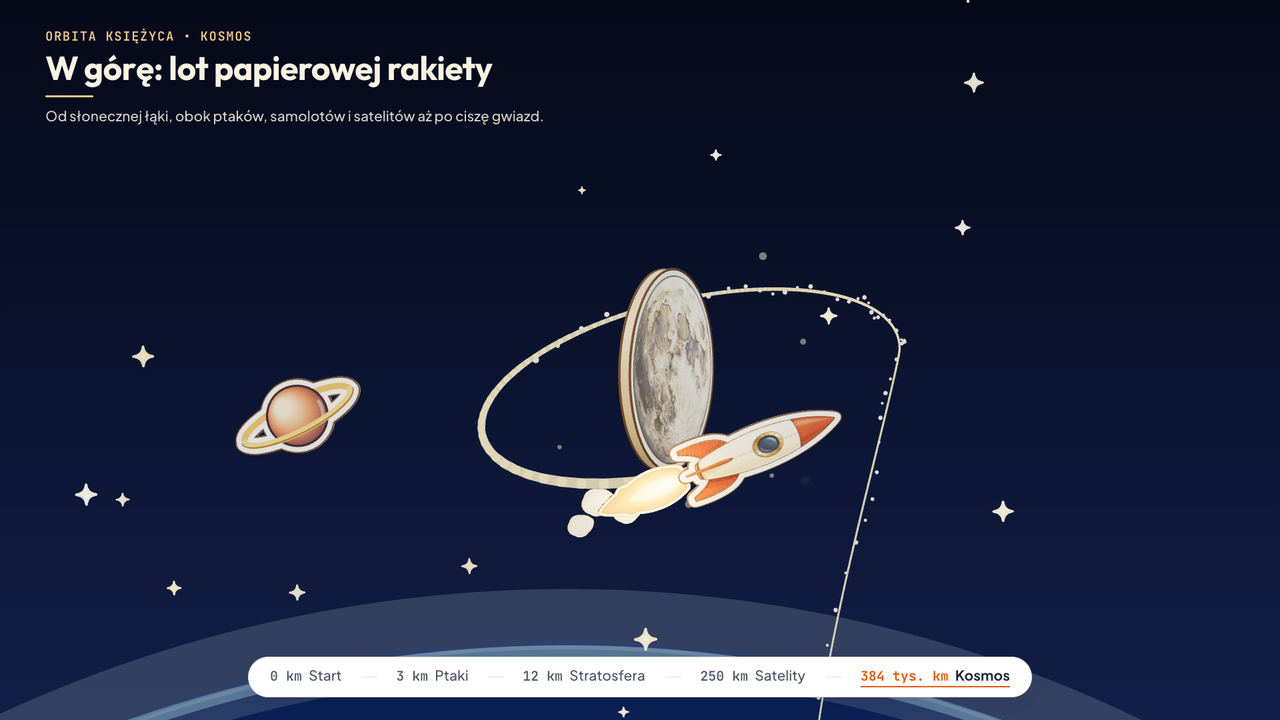 ORBITA KSIĘŻYCA • KOSMOS
W górę: lot papierowej rakiety
Od słonecznej łąki, obok ptaków, samolotów i satelitów aż po ciszę gwiazd.
0 km Start
3 km Ptaki
12 km Stratosfera
250 km Satelity
384 tys. km Kosmos